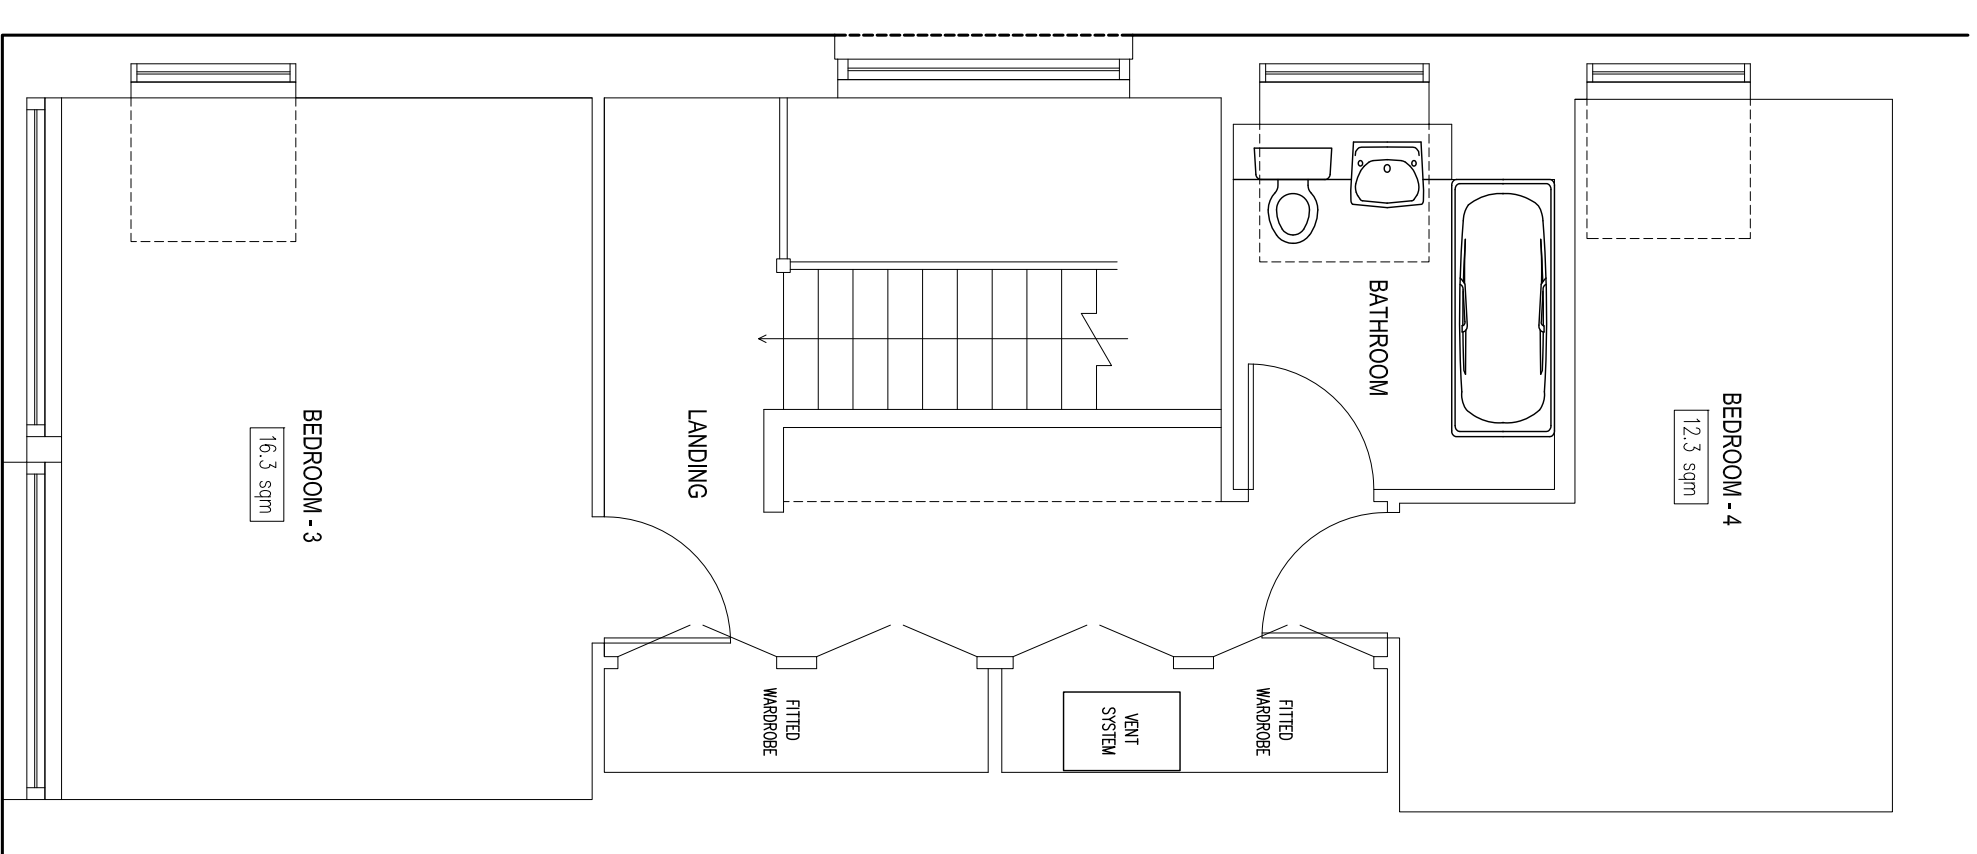 BEDROOM - 3
16.3 sqm
LANDING
FITTED
WARDROBE
VENT
SYSTEM
FITTED
WARDROBE
BATHROOM
BEDROOM - 4
12.3 sqm